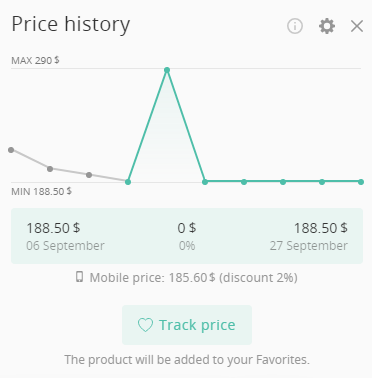 Price history
MAX 290 $
MIN 188.50 $
188.50 $ 0 $ 188.50 $
06 September 0% 27 September
Mobile price: 185.60 $ (discount 2%)
Track price
The product will be added to your Favorites.